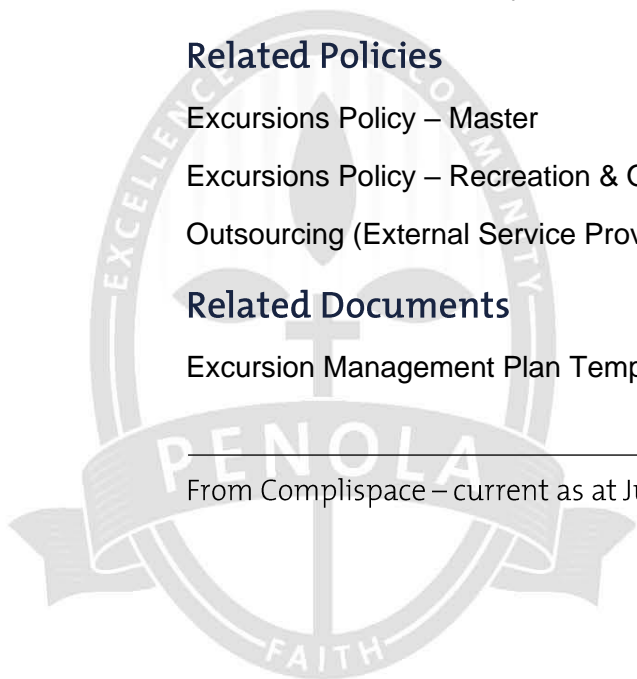 Related Policies
Excursions Policy – Master
Excursions Policy – Recreation &
Outsourcing (External Service
Related Documents
Excursion Management Plan
From Complispace – current as at
EXCELLENCE
COMMUNITY
PENOLA
FAITH